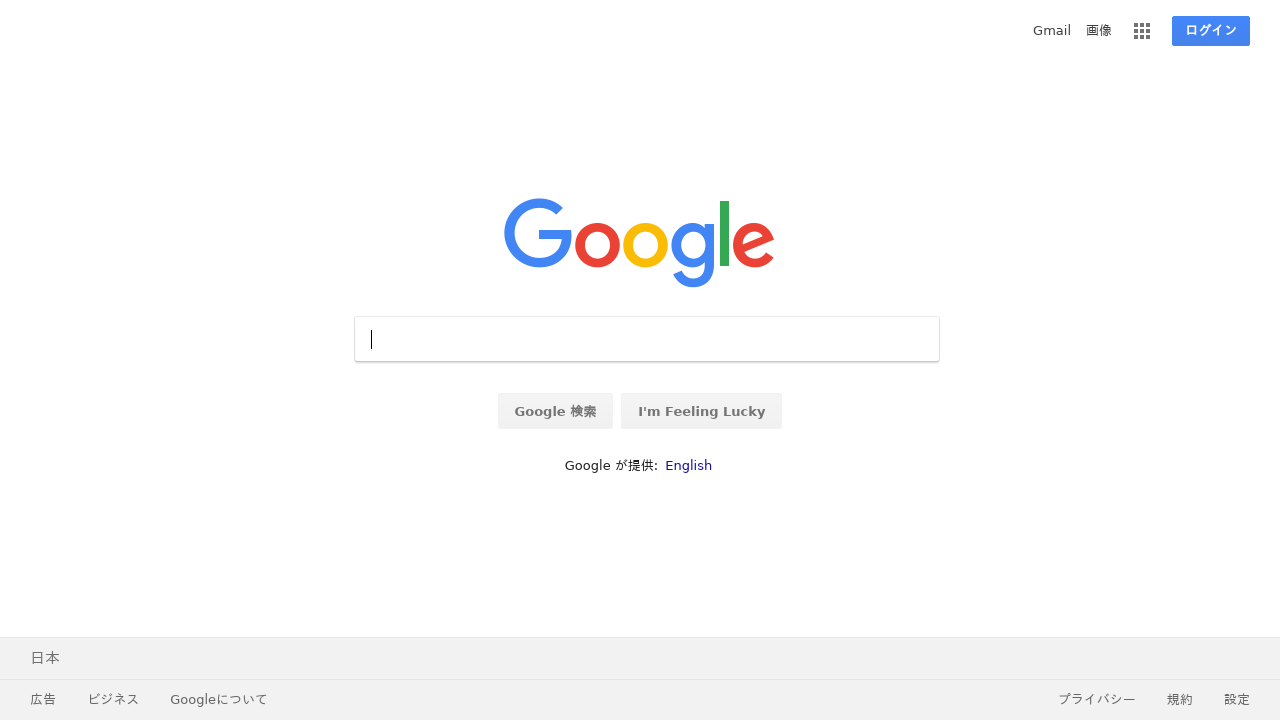 Gmail 画像 ログイン
Google
Google 検索 I'm Feeling Lucky
Google が提供: English
日本
広告 ビジネス Googleについて プライバシー 規約 設定